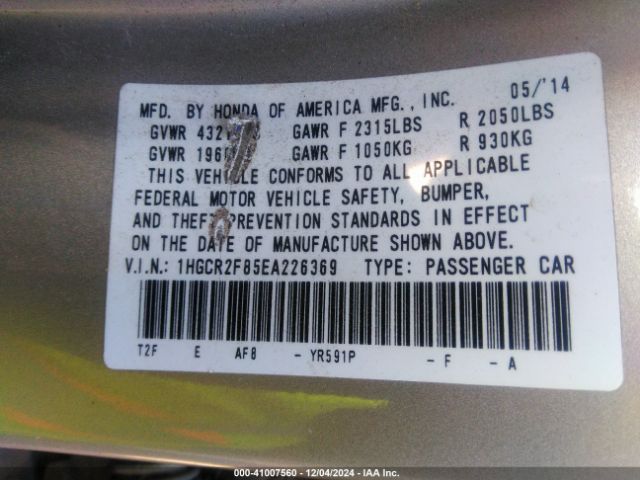 05/'14
MFD. BY HONDA OF AMERICA MFG., INC.
GVWR GAWR F 2315LBS R 2050LBS
GVWR GAWR F 1050KG R 930KG
THIS VEHICLE CONFORMS TO ALL APPLICABLE
FEDERAL MOTOR VEHICLE SAFETY, BUMPER,
AND THEFT PREVENTION STANDARDS IN EFFECT
ON THE DATE OF MANUFACTURE SHOWN ABOVE.
V.I.N.: 1HGCR2F85EA226369 TYPE: PASSENGER CAR
T2F E AF8 - YR591P - F - A
000-41007560 - 12/04/2024 - IAA Inc.